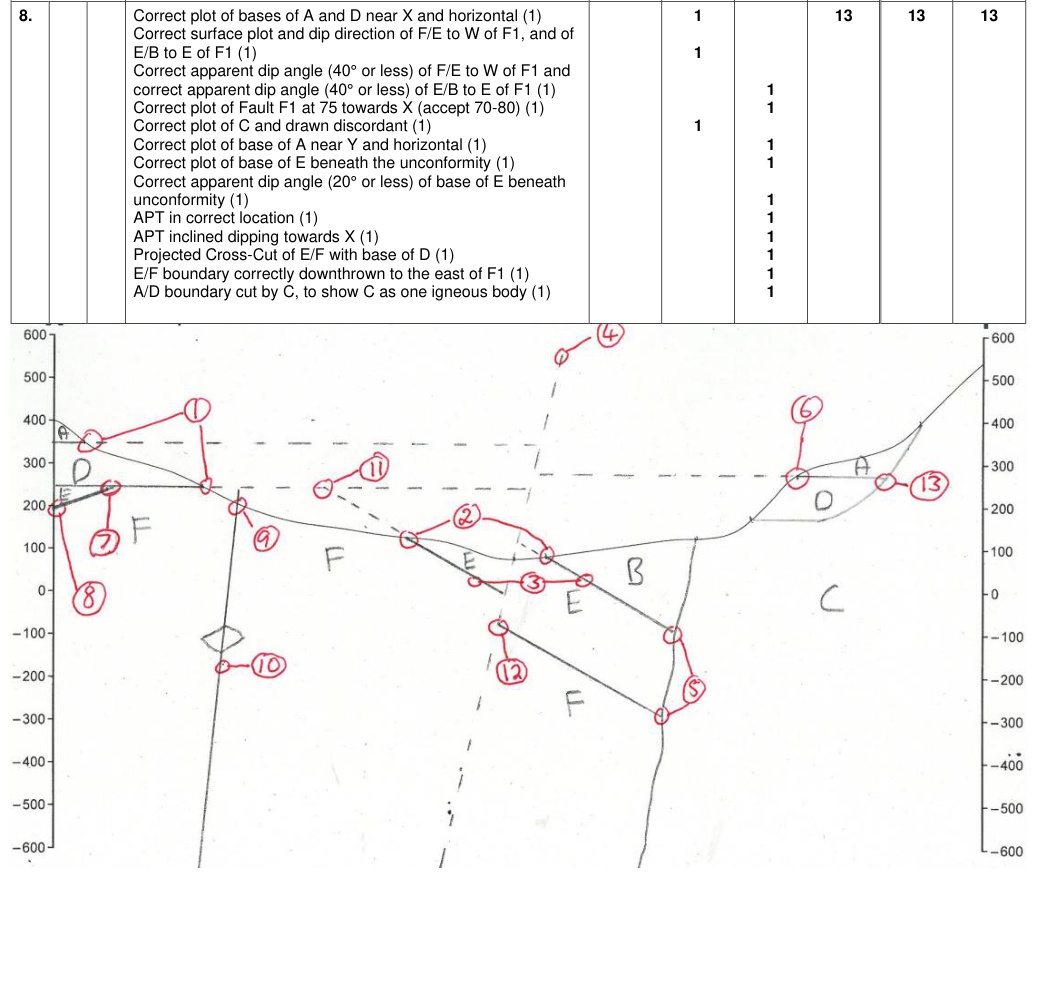 8. Correct plot of bases of A and D near X and horizontal (1) 1 13 13 13
Correct surface plot and dip direction of F/E to W of F1, and of
E/B to E of F1 (1) 1
Correct apparent dip angle (40° or less) of F/E to W of F1 and
correct apparent dip angle (40° or less) of E/B to E of F1 (1) 1
Correct plot of Fault F1 at 75 towards X (accept 70-80) (1) 1
Correct plot of C and drawn discordant (1) 1
Correct plot of base of A near Y and horizontal (1) 1
Correct plot of base of E beneath the unconformity (1) 1
Correct apparent dip angle (20° or less) of base of E beneath
unconformity (1) 1
APT in correct location (1) 1
APT inclined dipping towards X (1) 1
Projected Cross-Cut of E/F with base of D (1) 1
E/F boundary correctly downthrown to the east of F1 (1) 1
A/D boundary cut by C, to show C as one igneous body (1) 1
600 4 600
500 500
400 1 6 400
A
300 11 A 300
D 13
E 2 D
200 F 9 200
7
100 F E B 100
8 3 E C
0 0
-100 -100
10 12
-200 F 5 -200
-300 -300
-400 -400
-500 -500
-600 -600